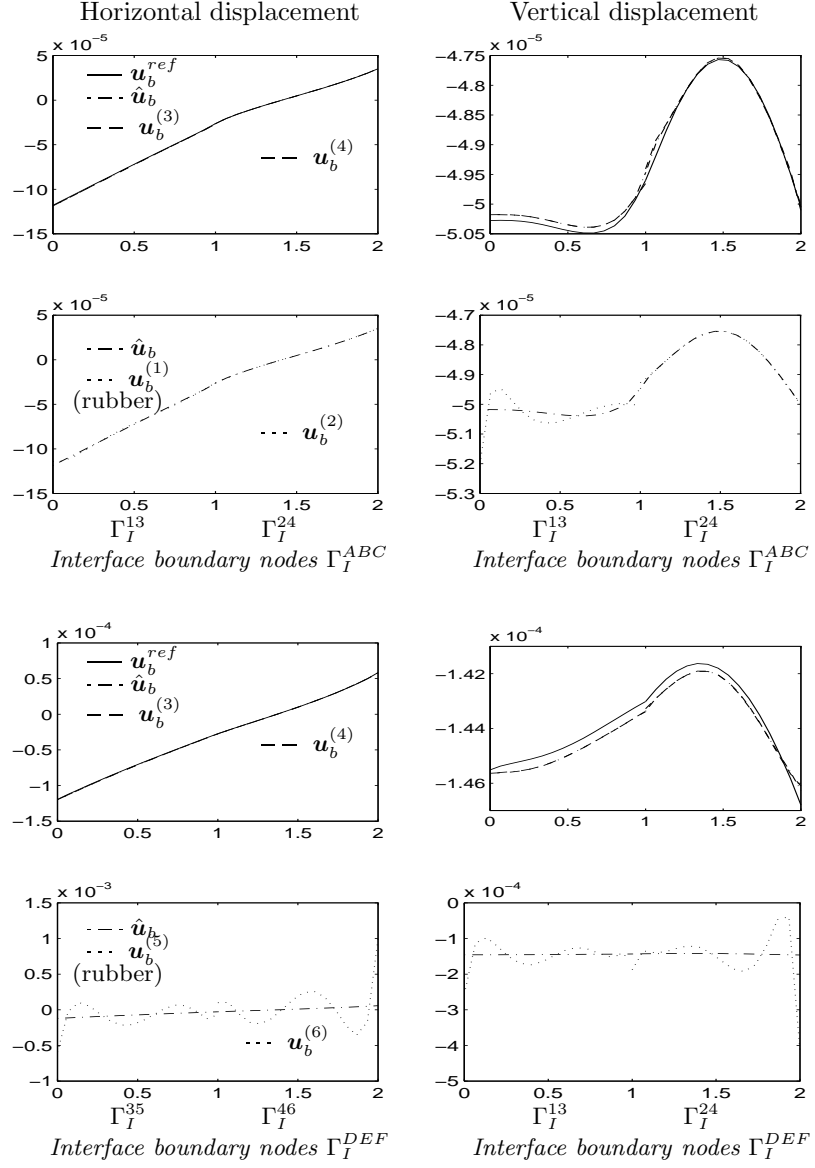 Horizontal displacement
Vertical displacement
x 10⁻⁵
5
0
−5
−10
−15
0 0.5 1 1.5 2
u_b^{ref}
û_b
u_b^{(3)}
u_b^{(4)}
x 10⁻⁵
−4.75
−4.8
−4.85
−4.9
−4.95
−5
−5.05
0 0.5 1 1.5 2
x 10⁻⁵
5
0
−5
−10
−15
0 0.5 1 1.5 2
û_b
u_b^{(1)}
(rubber)
u_b^{(2)}
Γ_I^{13} Γ_I^{24}
Interface boundary nodes Γ_I^{ABC}
x 10⁻⁵
−4.7
−4.8
−4.9
−5
−5.1
−5.2
−5.3
0 0.5 1 1.5 2
Γ_I^{13} Γ_I^{24}
Interface boundary nodes Γ_I^{ABC}
x 10⁻⁴
1
0.5
0
−0.5
−1
−1.5
0 0.5 1 1.5 2
u_b^{ref}
û_b
u_b^{(3)}
u_b^{(4)}
x 10⁻⁴
−1.42
−1.44
−1.46
0 0.5 1 1.5 2
x 10⁻³
1.5
1
0.5
0
−0.5
−1
0 0.5 1 1.5 2
û_b
u_b^{(5)}
(rubber)
u_b^{(6)}
Γ_I^{35} Γ_I^{46}
Interface boundary nodes Γ_I^{DEF}
x 10⁻⁴
0
−1
−2
−3
−4
−5
0 0.5 1 1.5 2
Γ_I^{13} Γ_I^{24}
Interface boundary nodes Γ_I^{DEF}